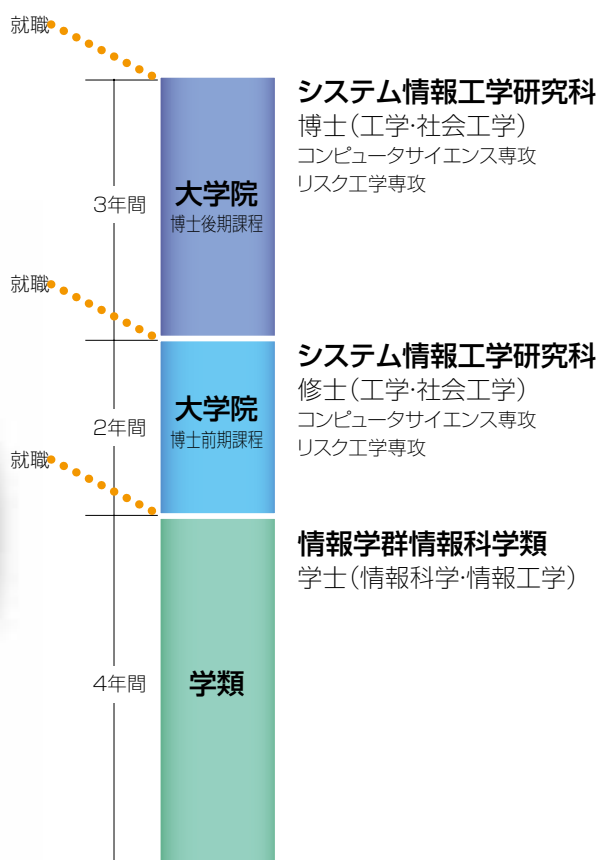 就職
システム情報工学研究科
博士（工学・社会工学）
コンピュータサイエンス専攻
リスク工学専攻
3年間
大学院
博士後期課程
就職
システム情報工学研究科
修士（工学・社会工学）
コンピュータサイエンス専攻
リスク工学専攻
2年間
大学院
博士前期課程
就職
情報学群情報科学類
学士（情報科学・情報工学）
4年間
学類